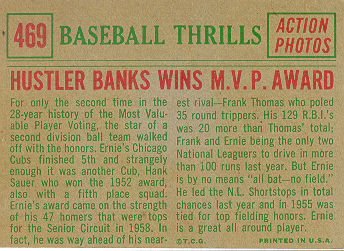 469 BASEBALL THRILLS ACTION PHOTOS
HUSTLER BANKS WINS M.V.P. AWARD
For only the second time in the
28-year history of the Most Valu-
able Player Voting, the star of a
second division ball team walked
off with the honors. Ernie's Chicago
Cubs finished 5th and strangely
enough it was another Cub, Hank
Sauer who won the 1952 award,
also with a fifth place squad.
Ernie's award came on the strength
of his 47 homers that were tops
for the Senior Circuit in 1958. In
fact, he was way ahead of his near-
est rival—Frank Thomas who poled
35 round trippers. His 129 R.B.I.'s
was 20 more than Thomas' total;
Frank and Ernie being the only two
National Leaguers to drive in more
than 100 runs last year. But Ernie
is by no means "all bat—no field."
He led the N.L. Shortstops in total
chances last year and in 1955 was
tied for top fielding honors. Ernie
is a great all around player.
©T.C.G. PRINTED IN U.S.A.